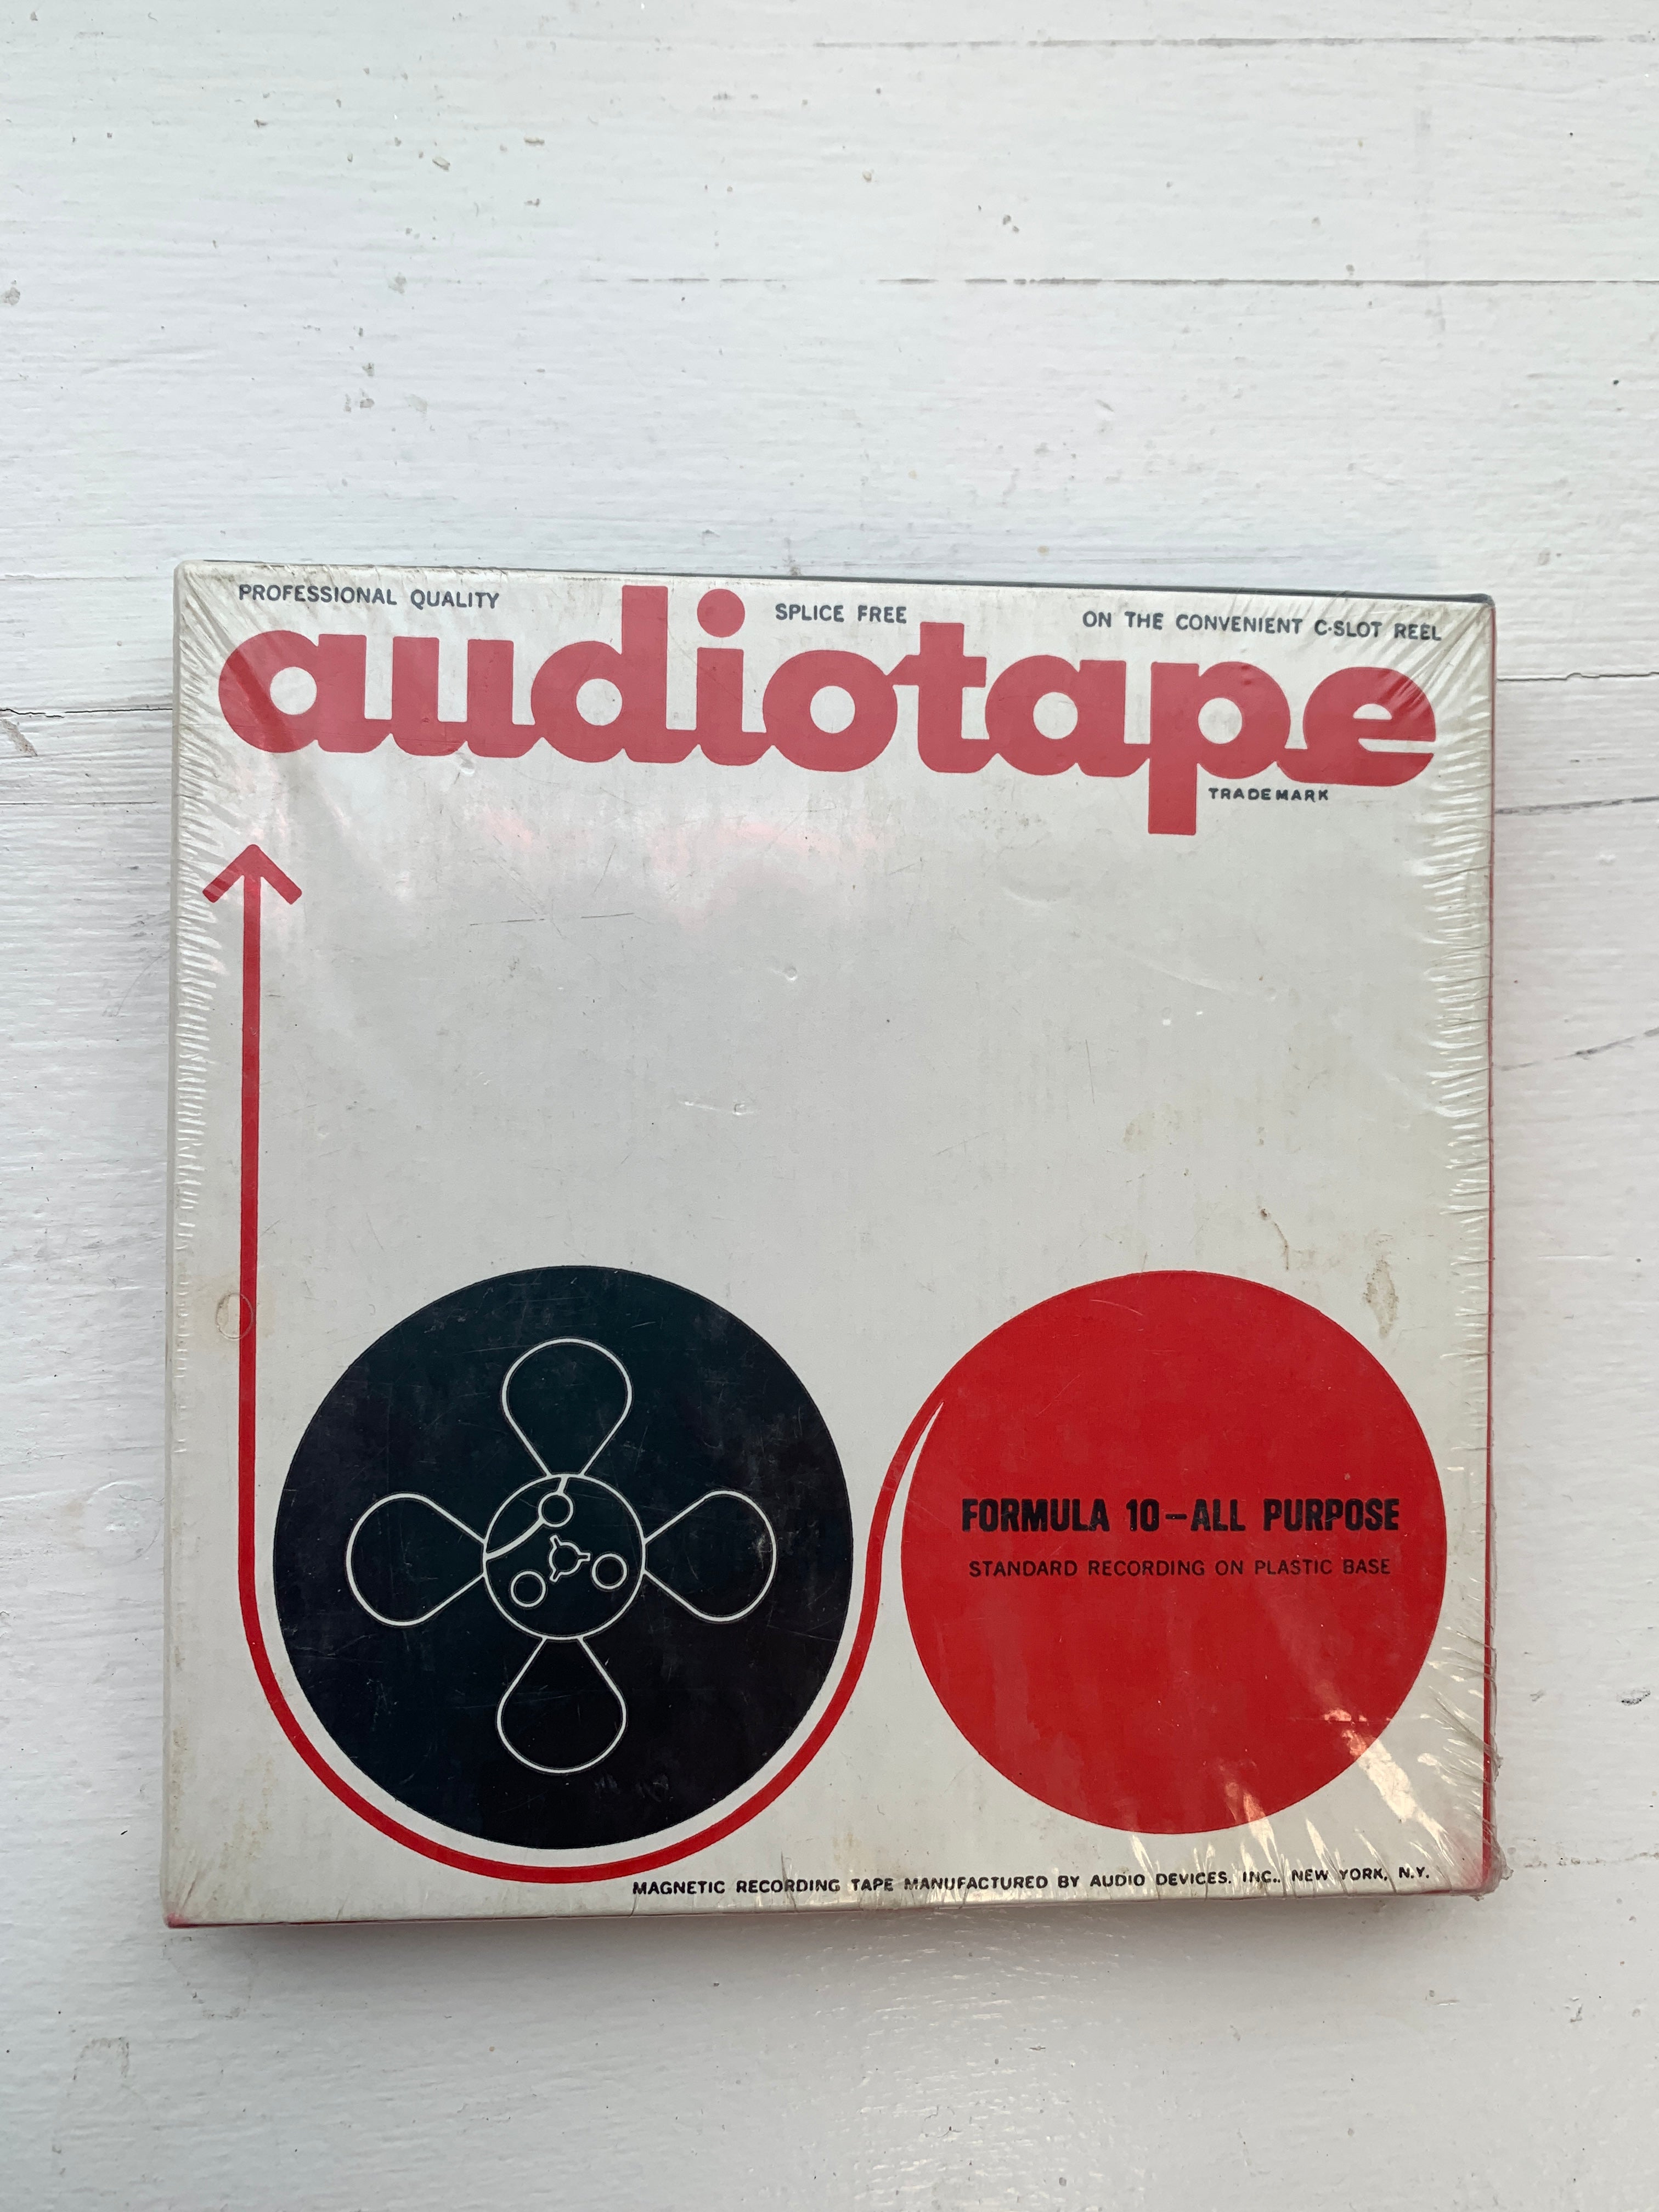 PROFESSIONAL QUALITY
SPLICE FREE
ON THE CONVENIENT C-SLOT REEL
audiotape
TRADEMARK
FORMULA 10-ALL PURPOSE
STANDARD RECORDING ON PLASTIC BASE
MAGNETIC RECORDING TAPE MANUFACTURED BY AUDIO DEVICES, INC., NEW YORK, N.Y.